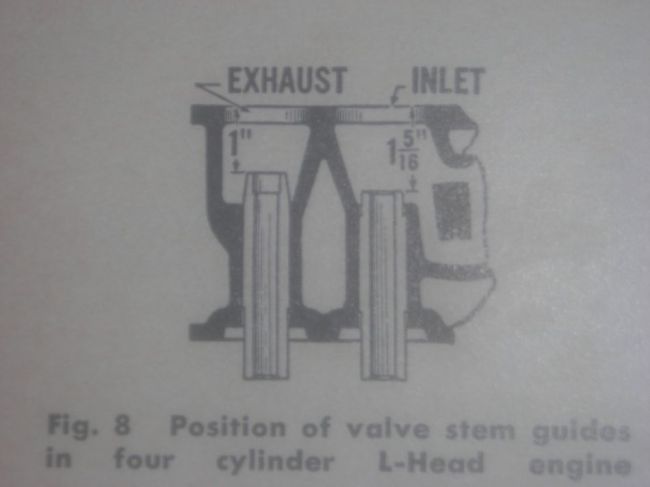 EXHAUST INLET
1" 1 5/16"
Fig. 8 Position of valve stem guides
in four cylinder L-Head engine